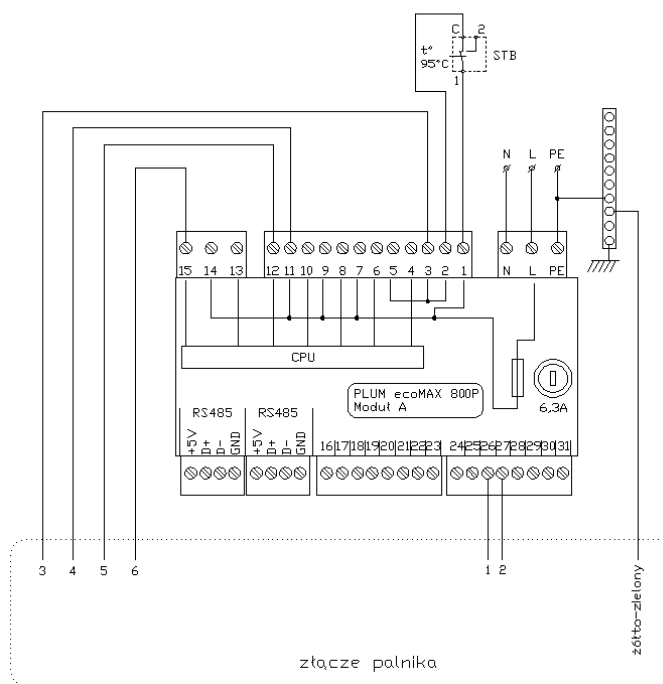 C 2
t° STB
95°C
1
N L PE
15 14 13 12 11 10 9 8 7 6 5 4 3 2 1 N L PE
CPU
PLUM ecoMAX 800P
Moduł A
6,3A
RS485 RS485
+5V D+ D- GND +5V D+ D- GND
16 17 18 19 20 21 22 23 24 25 26 27 28 29 30 31
3 4 5 6 1 2
żółto-zielony
złącze palnika